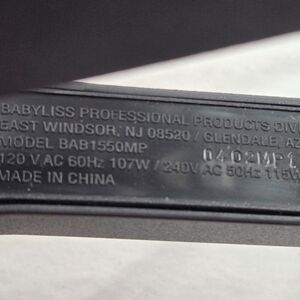 BABYLISS PROFESSIONAL PRODUCTS DIV
EAST WINDSOR, NJ 08520 / GLENDALE, AZ
MODEL BAB1550MP
120 V AC 60Hz 107W / 240V AC 50Hz 115W
0402MP1
MADE IN CHINA